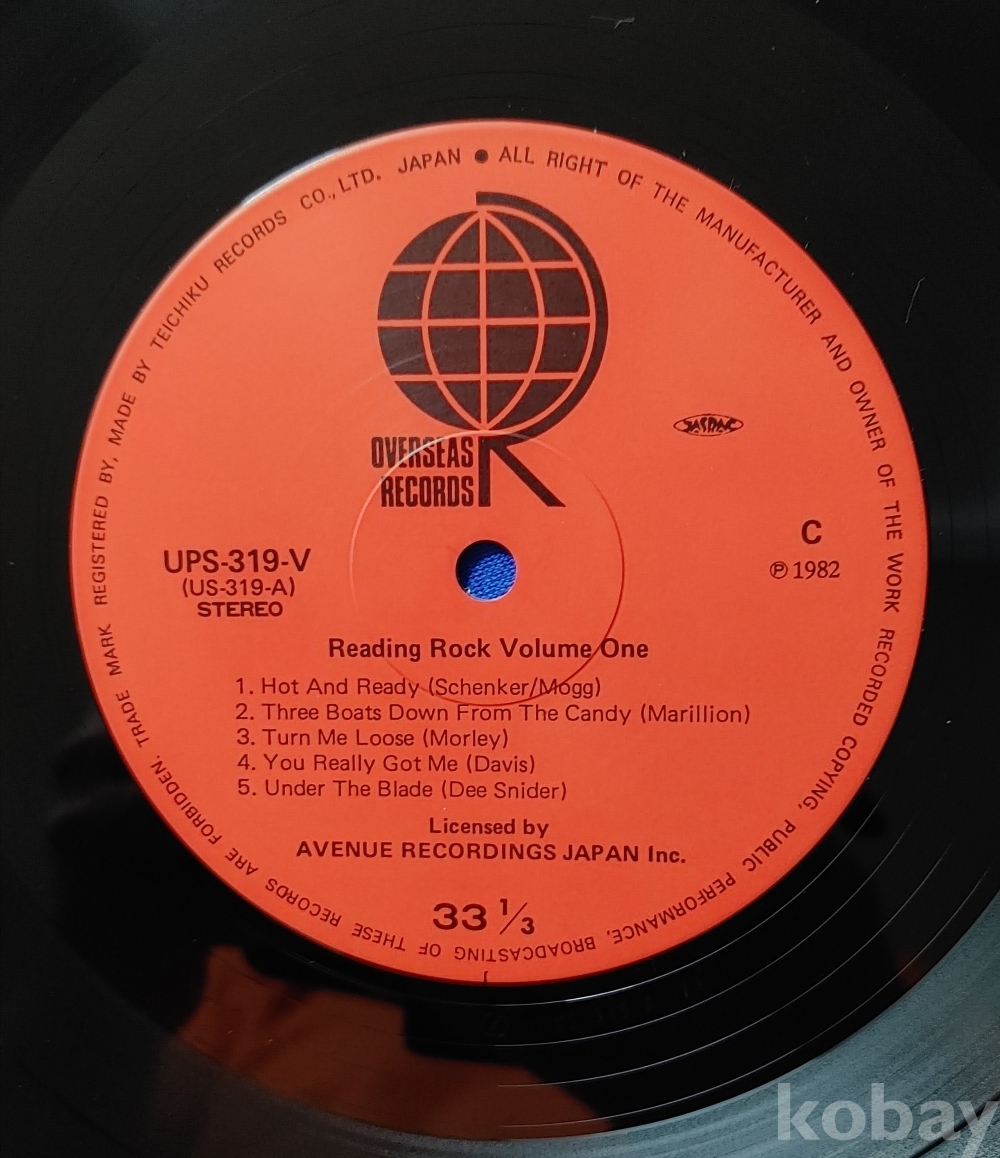 TRADE MARK REGISTERED BY, MADE BY TEICHIKU RECORDS CO., LTD. JAPAN ● ALL RIGHT OF THE MANUFACTURER AND OWNER OF THE WORK RECORDED COPYING, PUBLIC PERFORMANCE, BROADCASTING OF THESE RECORDS ARE FORBIDDEN.
OVERSEAS
RECORDS
JASRAC
UPS-319-V
(US-319-A)
STEREO
C
℗ 1982
Reading Rock Volume One
1. Hot And Ready (Schenker/Mogg)
2. Three Boats Down From The Candy (Marillion)
3. Turn Me Loose (Morley)
4. You Really Got Me (Davis)
5. Under The Blade (Dee Snider)
Licensed by
AVENUE RECORDINGS JAPAN Inc.
33 1/3
kobay